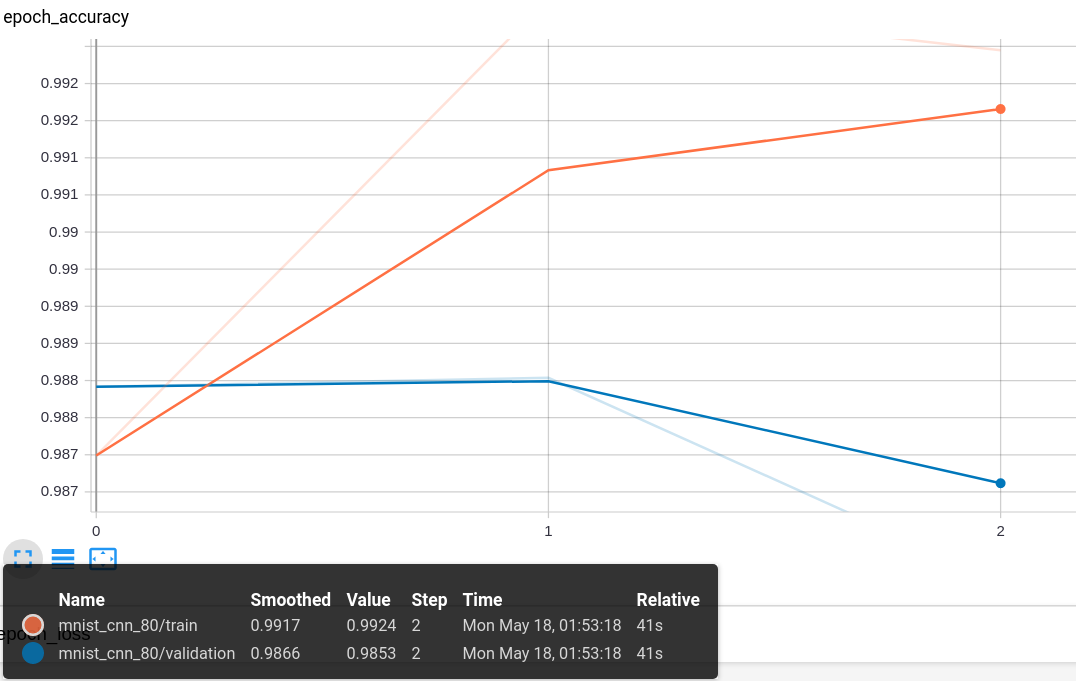 epoch_accuracy
0.992
0.992
0.991
0.991
0.99
0.99
0.989
0.989
0.988
0.988
0.987
0.987
0 1 2
Name Smoothed Value Step Time Relative
mnist_cnn_80/train 0.9917 0.9924 2 Mon May 18, 01:53:18 41s
epoch_loss
mnist_cnn_80/validation 0.9866 0.9853 2 Mon May 18, 01:53:18 41s